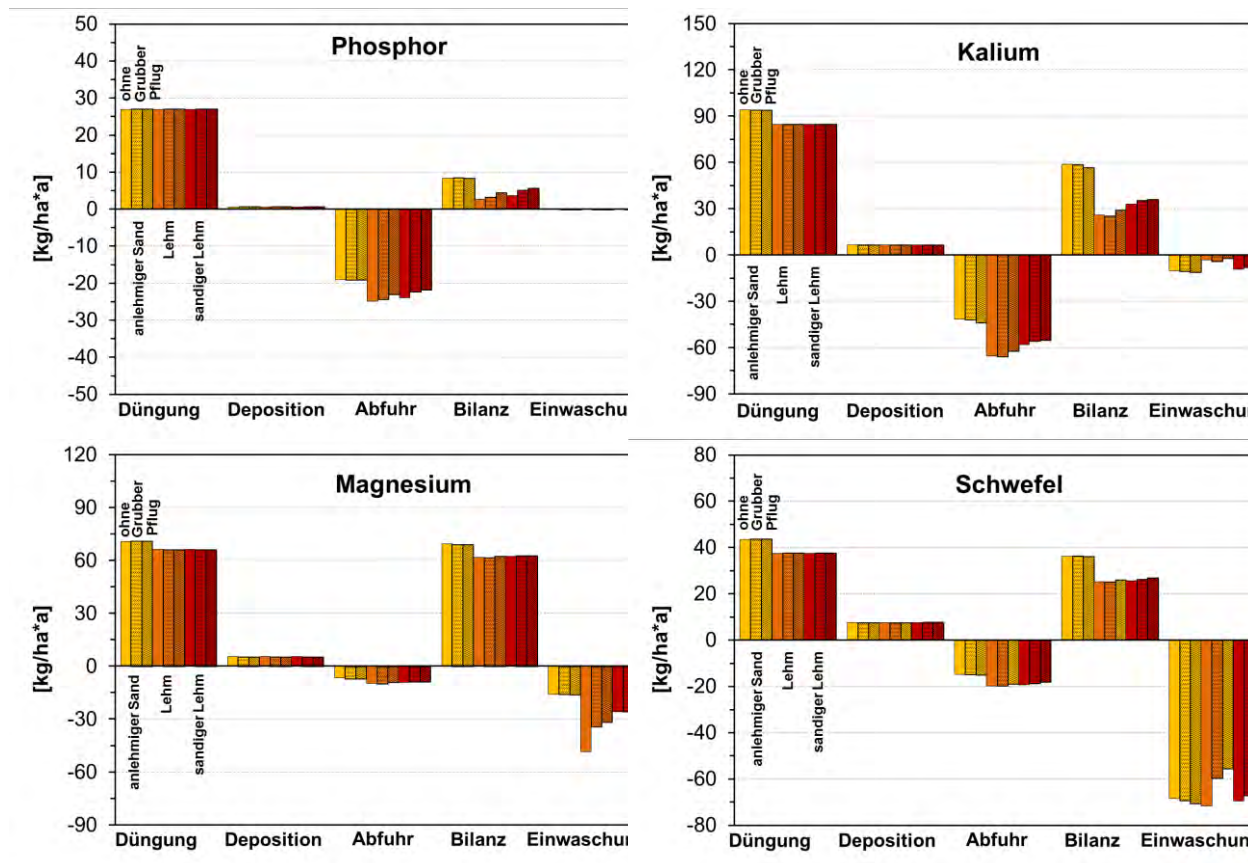 Phosphor
[kg/ha*a]
50
40
30
20
10
0
-10
-20
-30
-40
-50
ohne
Grubber
Pflug
anlehmiger Sand
Lehm
sandiger Lehm
Düngung Deposition Abfuhr Bilanz Einwaschu
Kalium
[kg/ha*a]
150
120
90
60
30
0
-30
-60
-90
ohne
Grubber
Pflug
anlehmiger Sand
Lehm
sandiger Lehm
Düngung Deposition Abfuhr Bilanz Einwaschun
Magnesium
[kg/ha*a]
120
90
60
30
0
-30
-60
-90
ohne
Grubber
Pflug
anlehmiger Sand
Lehm
sandiger Lehm
Düngung Deposition Abfuhr Bilanz Einwaschun
Schwefel
[kg/ha*a]
80
60
40
20
0
-20
-40
-60
-80
ohne
Grubber
Pflug
anlehmiger Sand
Lehm
sandiger Lehm
Düngung Deposition Abfuhr Bilanz Einwaschun